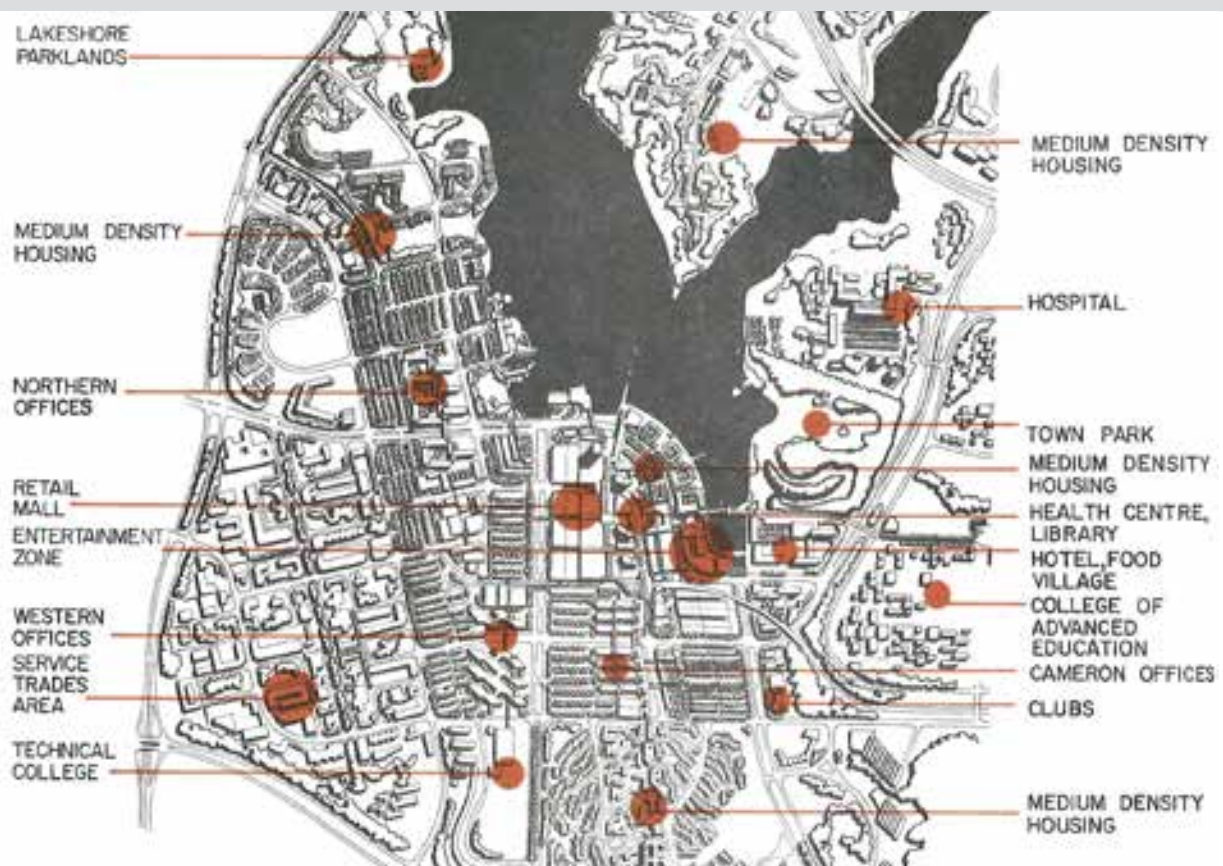 LAKESHORE
PARKLANDS
MEDIUM DENSITY
HOUSING
NORTHERN
OFFICES
RETAIL
MALL
ENTERTAINMENT
ZONE
WESTERN
OFFICES
SERVICE
TRADES
AREA
TECHNICAL
COLLEGE
MEDIUM DENSITY
HOUSING
HOSPITAL
TOWN PARK
MEDIUM DENSITY
HOUSING
HEALTH CENTRE,
LIBRARY
HOTEL,FOOD
VILLAGE
COLLEGE OF
ADVANCED
EDUCATION
CAMERON OFFICES
CLUBS
MEDIUM DENSITY
HOUSING